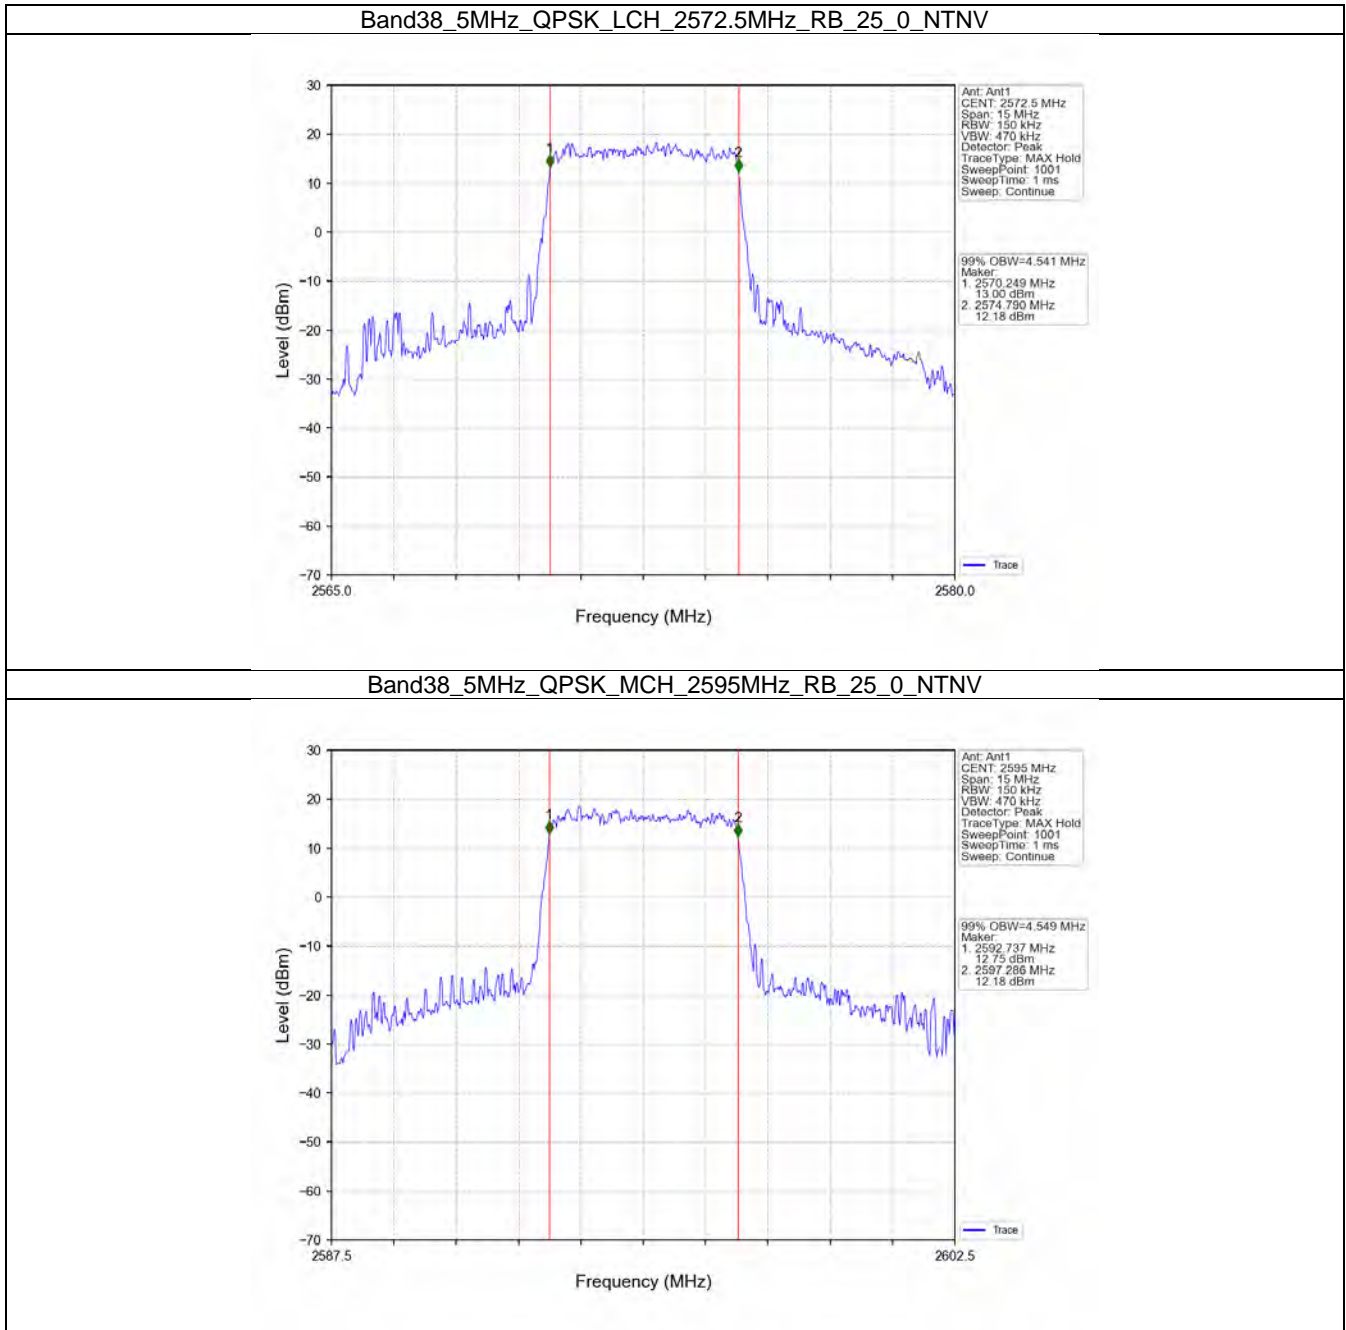 Band38_5MHz_QPSK_LCH_2572.5MHz_RB_25_0_NTNV
30
20
10
0
−10
−20
−30
−40
−50
−60
−70
Level (dBm)
1
2
2565.0
2580.0
Frequency (MHz)
Ant: Ant1
CENT: 2572.5 MHz
Span: 15 MHz
RBW: 150 kHz
VBW: 470 kHz
Detector: Peak
TraceType: MAX Hold
SweepPoint: 1001
SweepTime: 1 ms
Sweep: Continue
99% OBW=4.541 MHz
Maker:
1. 2570.249 MHz
13.00 dBm
2. 2574.790 MHz
12.18 dBm
Trace
Band38_5MHz_QPSK_MCH_2595MHz_RB_25_0_NTNV
30
20
10
0
−10
−20
−30
−40
−50
−60
−70
Level (dBm)
1
2
2587.5
2602.5
Frequency (MHz)
Ant: Ant1
CENT: 2595 MHz
Span: 15 MHz
RBW: 150 kHz
VBW: 470 kHz
Detector: Peak
TraceType: MAX Hold
SweepPoint: 1001
SweepTime: 1 ms
Sweep: Continue
99% OBW=4.549 MHz
Maker:
1. 2592.737 MHz
12.75 dBm
2. 2597.286 MHz
12.18 dBm
Trace